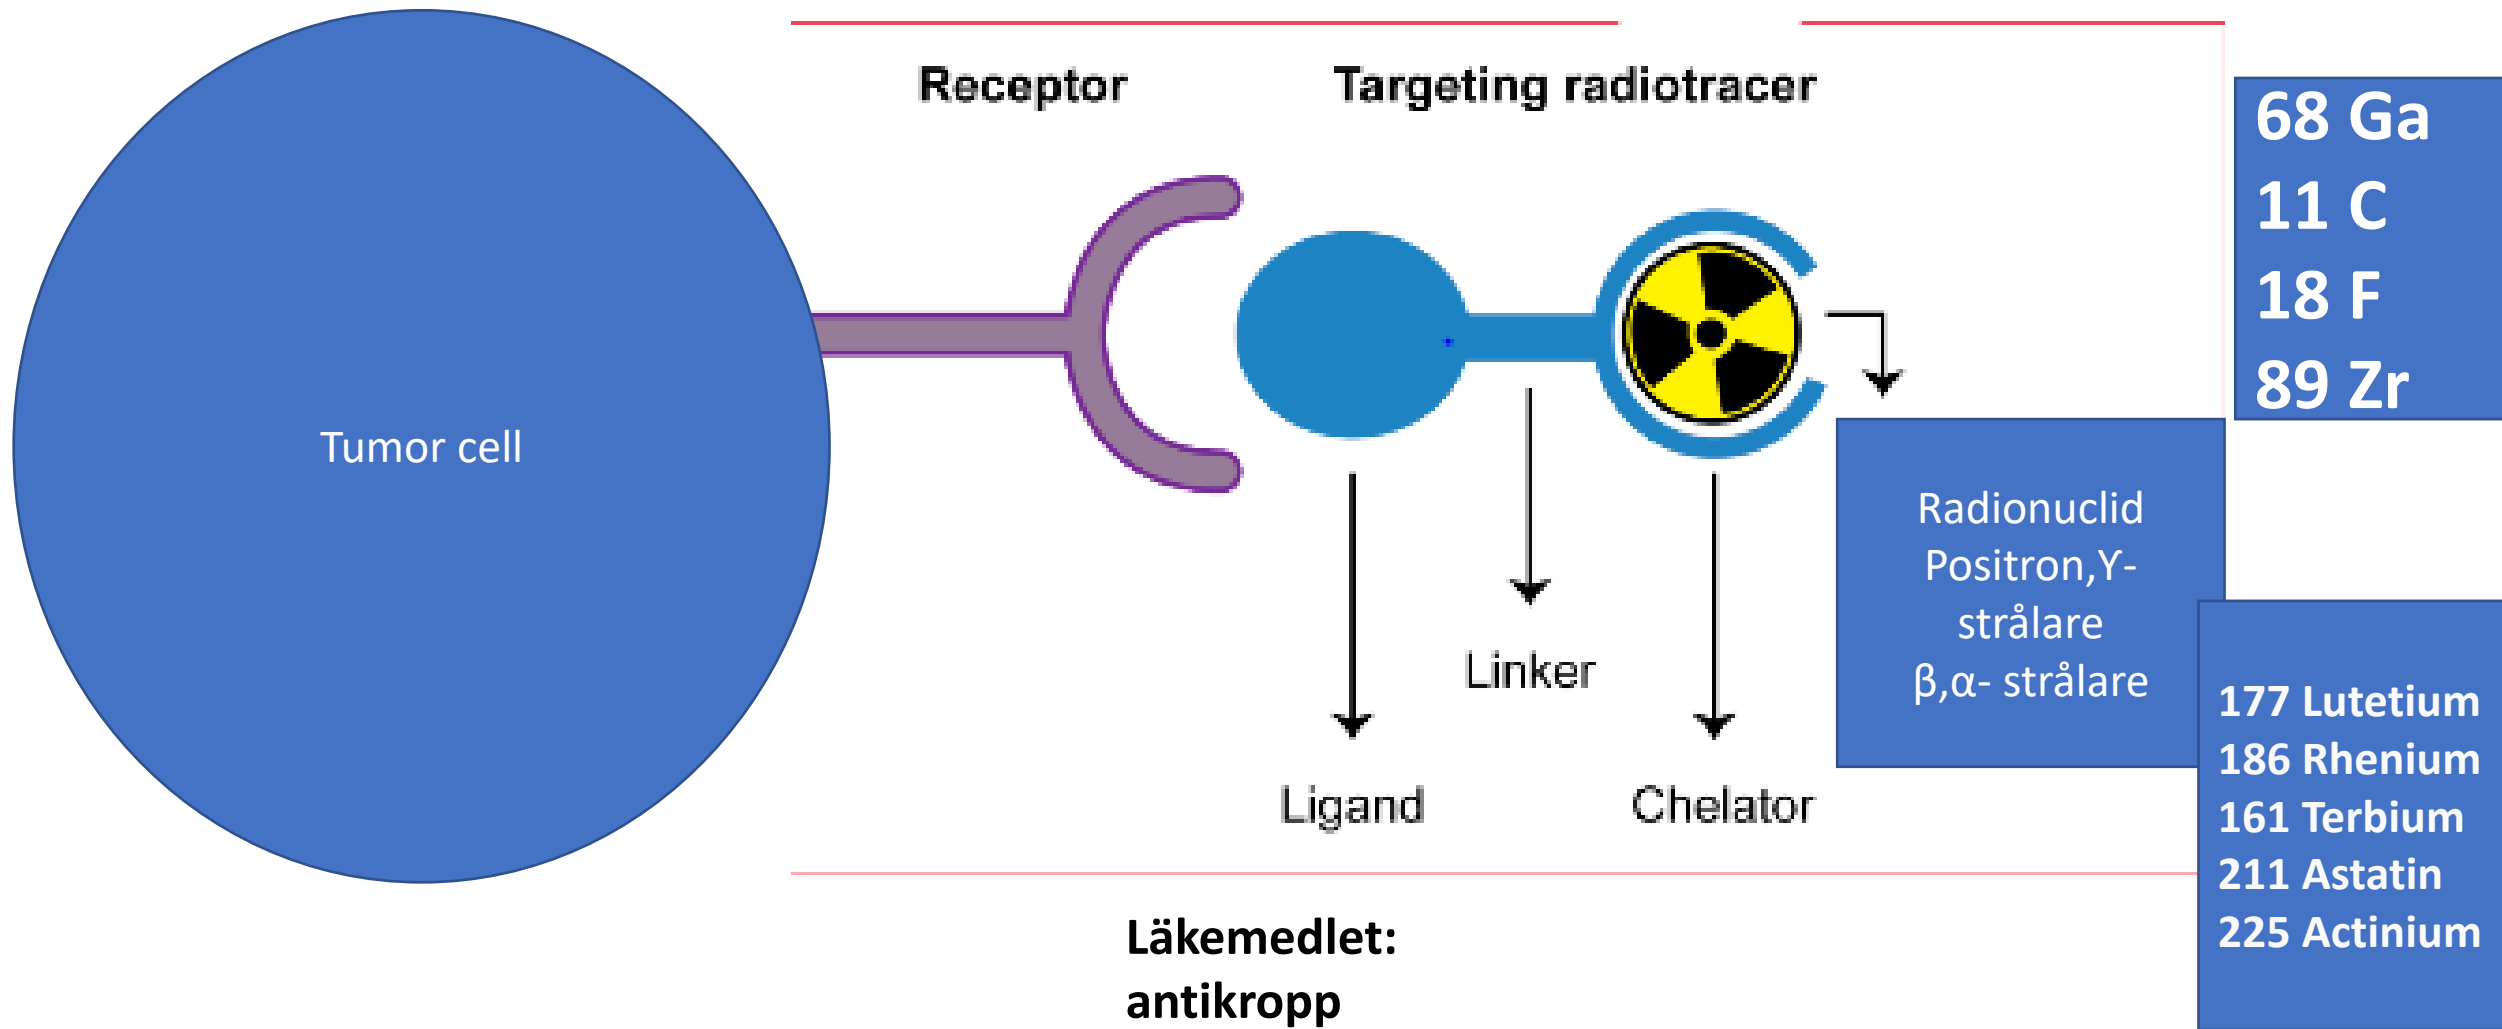 Receptor
Targeting radiotracer
68 Ga
11 C
18 F
89 Zr
Tumor cell
Radionuclid
Positron,ϒ-
strålare
β,α- strålare
Linker
Ligand
Chelator
177 Lutetium
186 Rhenium
161 Terbium
211 Astatin
225 Actinium
Läkemedlet:
antikropp